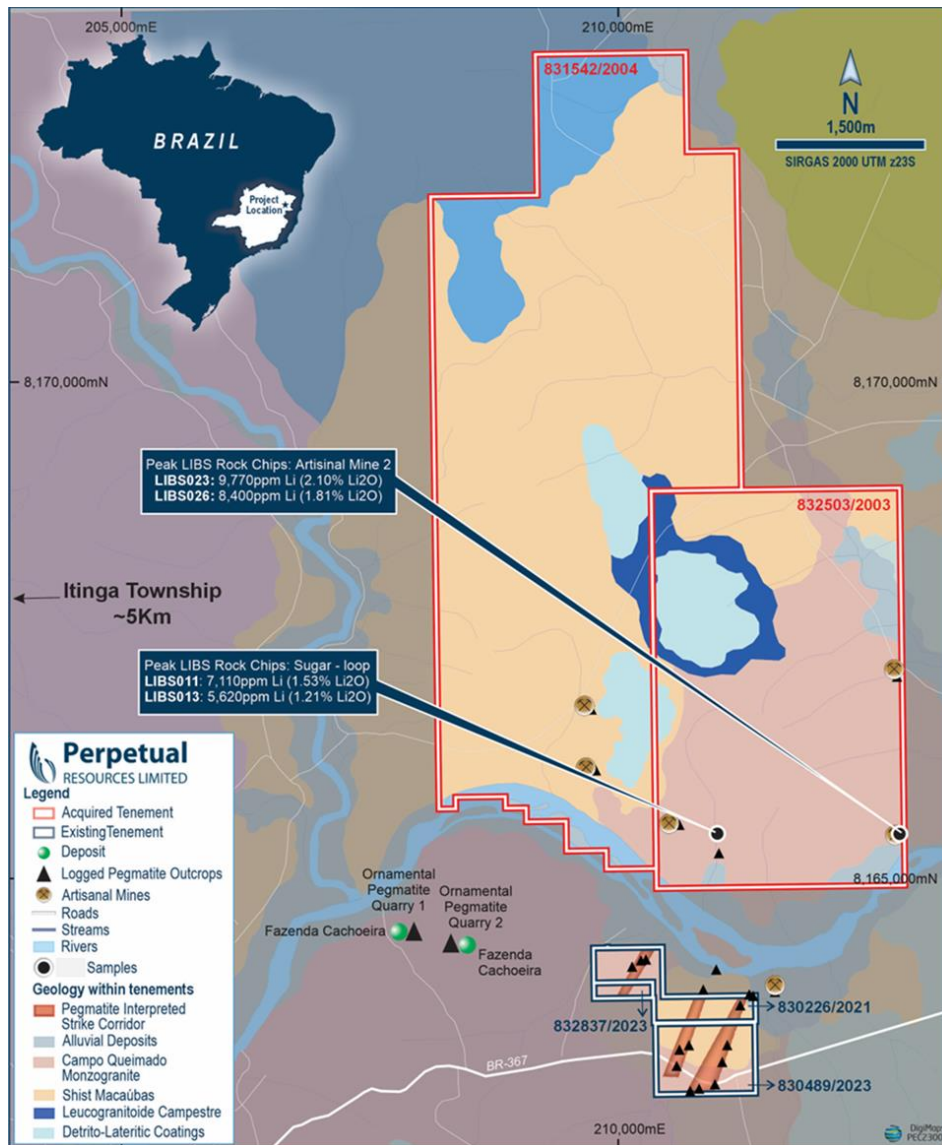 205,000mE
210,000mE
831542/2004
N
1,500m
SIRGAS 2000 UTM z23S
BRAZIL
Project
Location
8,170,000mN
8,170,000mN
Peak LIBS Rock Chips: Artisinal Mine 2
LIBS023: 9,770ppm Li (2.10% Li2O)
LIBS026: 8,400ppm Li (1.81% Li2O)
832503/2003
Itinga Township
~5Km
Peak LIBS Rock Chips: Sugar - loop
LIBS011: 7,110ppm Li (1.53% Li2O)
LIBS013: 5,620ppm Li (1.21% Li2O)
Perpetual
RESOURCES LIMITED
Legend
Acquired Tenement
ExistingTenement
Deposit
Logged Pegmatite Outcrops
Artisanal Mines
Roads
Streams
Rivers
Samples
Geology within tenements
Pegmatite Interpreted
Strike Corridor
Alluvial Deposits
Campo Queimado
Monzogranite
Shist Macaúbas
Leucogranitoide Campestre
Detrito-Lateritic Coatings
8,165,000mN
Ornamental
Pegmatite
Quarry 1
Fazenda Cachoeira
Ornamental
Pegmatite
Quarry 2
Fazenda
Cachoeira
832837/2023
830226/2021
830489/2023
BR-367
210,000mE
DigiMap